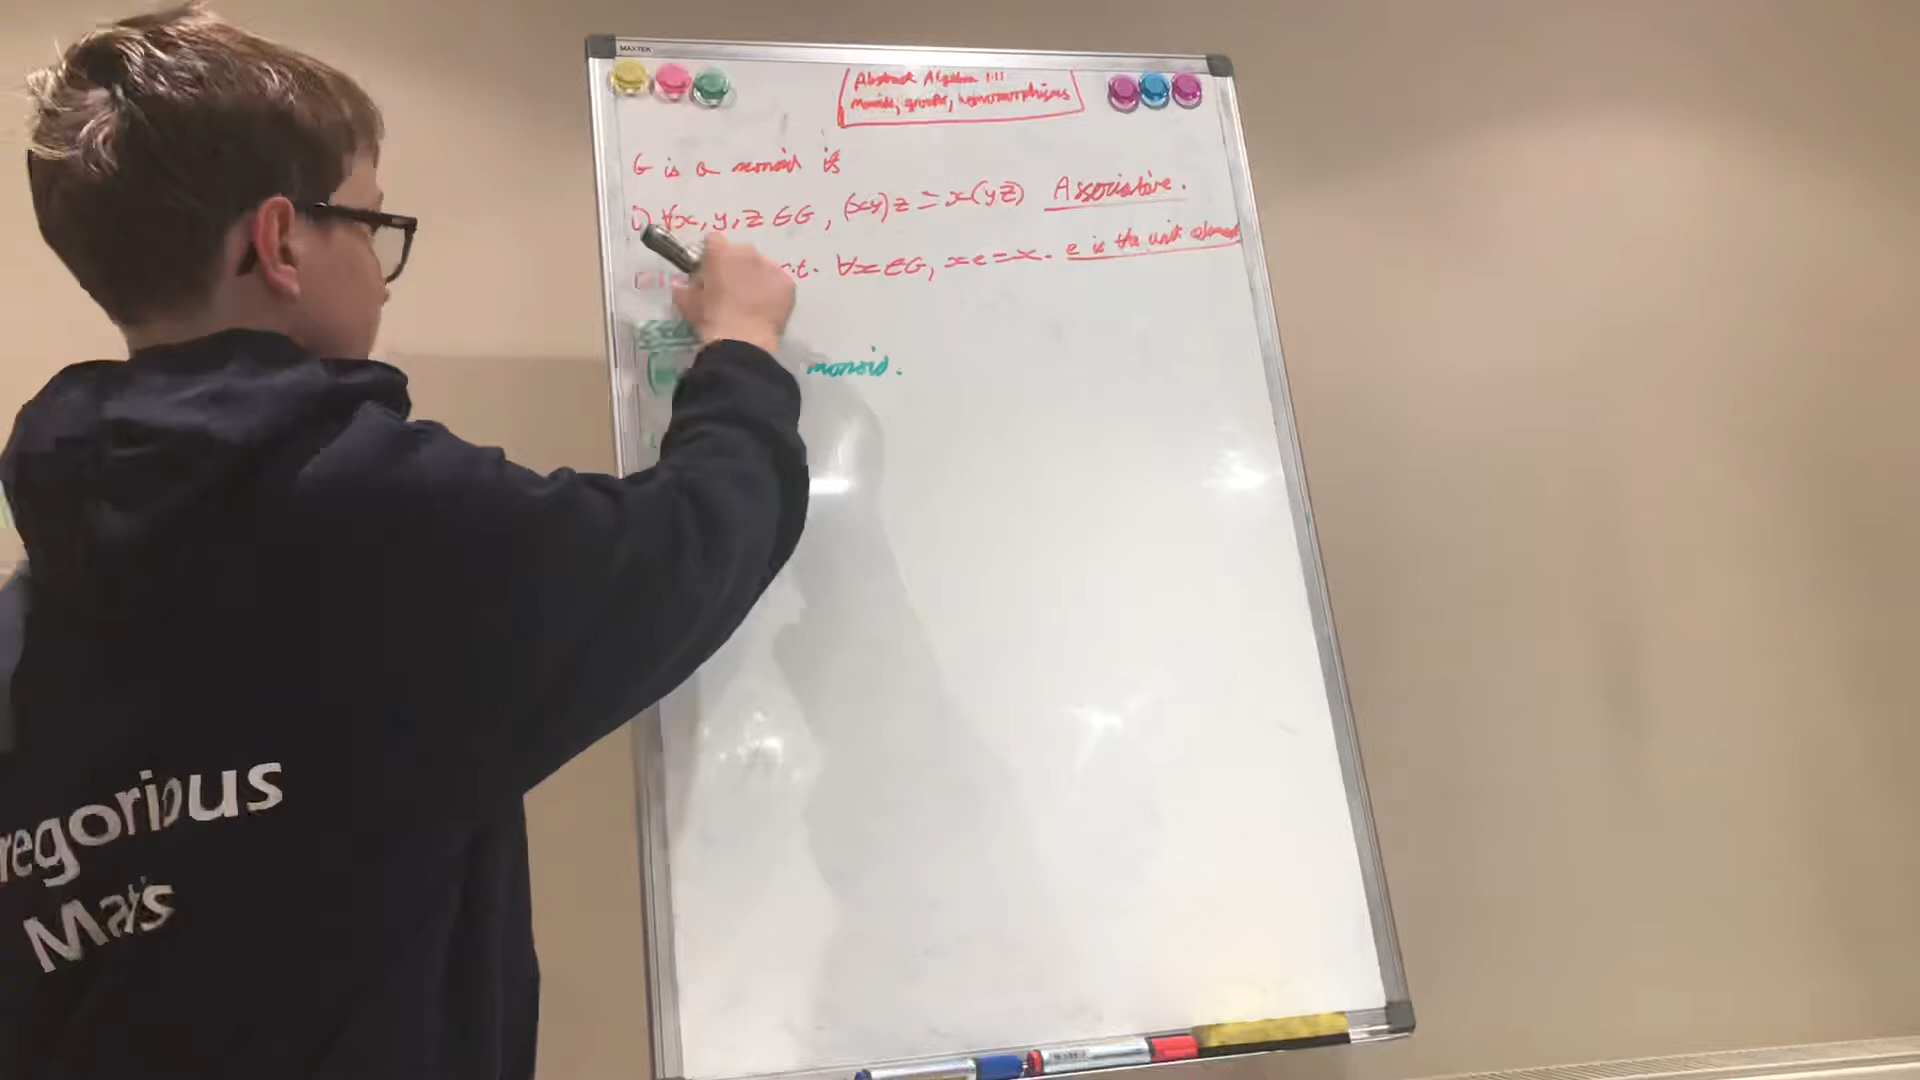 MAXTEK
Abstract Algebra 1.1
monoids, groups, homomorphisms
G is a monoid if
i) ∀x, y, z ∈ G, (xy)z = x(yz) Associative.
s.t. ∀x ∈ G, xe = x. e is the unit element
monoid.
regorious
Maths